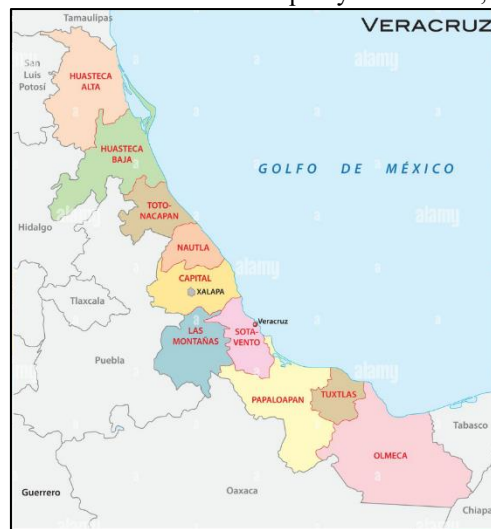 Tamaulipas
VERACRUZ
San
Luis
Potosí
HUASTECA
ALTA
HUASTECA
BAJA
GOLFO DE MÉXICO
TOTO-
NACAPAN
Hidalgo
NAUTLA
alamy
CAPITAL
XALAPA
Tlaxcala
Veracruz
LAS
MONTAÑAS
SOTA-
VENTO
Puebla
alamy
PAPALOAPAN
TUXTLAS
Tabasco
OLMECA
Guerrero
Oaxaca
Chiapa